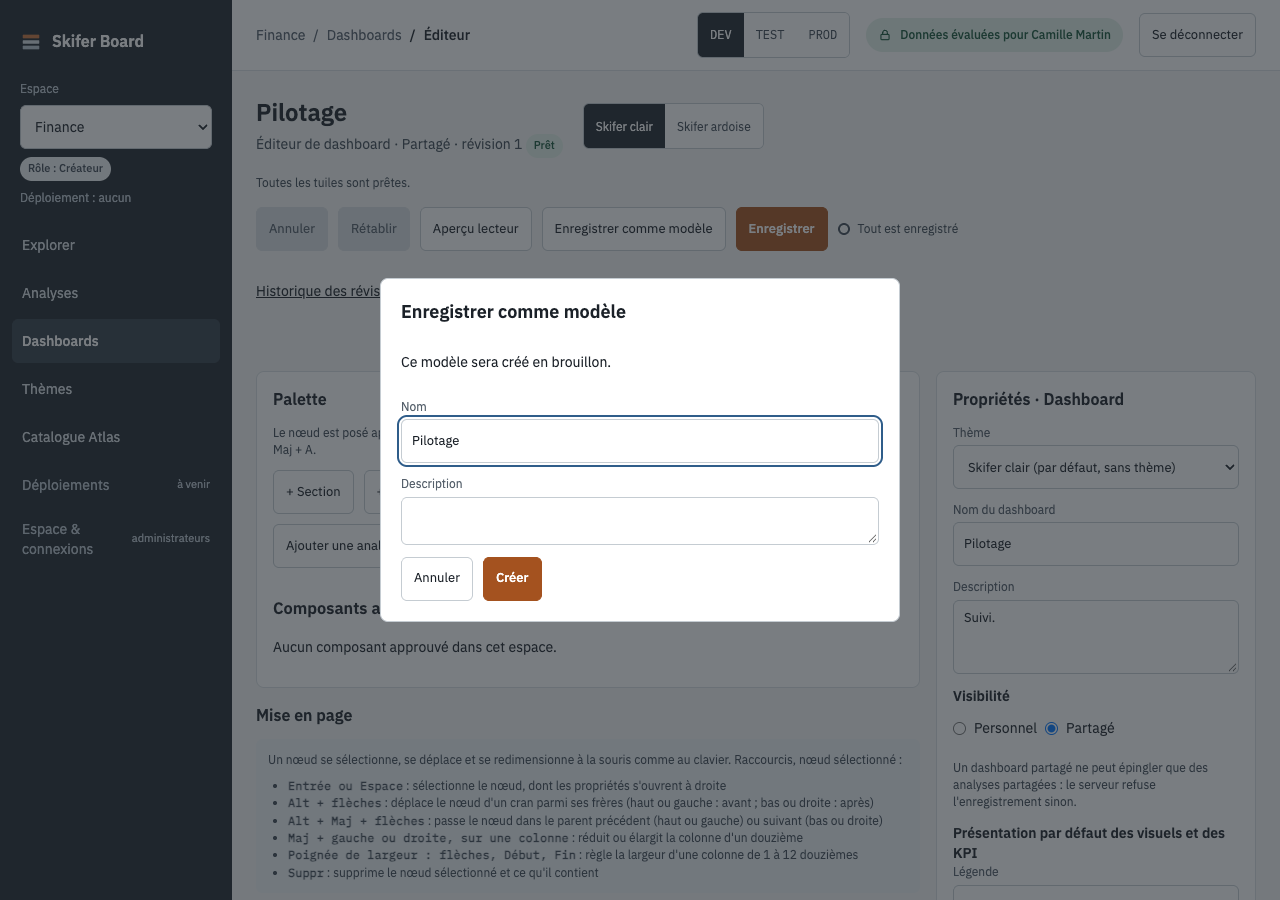 Skifer Board
Espace
Finance
Rôle : Créateur
Déploiement : aucun
Explorer
Analyses
Dashboards
Thèmes
Catalogue Atlas
Déploiements à venir
Espace & connexions administrateurs
Finance / Dashboards / Éditeur
DEV TEST PROD
Données évaluées pour Camille Martin
Se déconnecter
Pilotage
Éditeur de dashboard · Partagé · révision 1 Prêt
Skifer clair Skifer ardoise
Toutes les tuiles sont prêtes.
Annuler Rétablir Aperçu lecteur Enregistrer comme modèle Enregistrer Tout est enregistré
Historique des révis
Enregistrer comme modèle
Ce modèle sera créé en brouillon.
Nom
Pilotage
Description
Annuler Créer
Palette
Le nœud est posé ap
Maj + A.
+ Section
Ajouter une anal
Composants a
Aucun composant approuvé dans cet espace.
Mise en page
Un nœud se sélectionne, se déplace et se redimensionne à la souris comme au clavier. Raccourcis, nœud sélectionné :
Entrée ou Espace : sélectionne le nœud, dont les propriétés s'ouvrent à droite
Alt + flèches : déplace le nœud d'un cran parmi ses frères (haut ou gauche : avant ; bas ou droite : après)
Alt + Maj + flèches : passe le nœud dans le parent précédent (haut ou gauche) ou suivant (bas ou droite)
Maj + gauche ou droite, sur une colonne : réduit ou élargit la colonne d'un douzième
Poignée de largeur : flèches, Début, Fin : règle la largeur d'une colonne de 1 à 12 douzièmes
Suppr : supprime le nœud sélectionné et ce qu'il contient
Propriétés · Dashboard
Thème
Skifer clair (par défaut, sans thème)
Nom du dashboard
Pilotage
Description
Suivi.
Visibilité
Personnel Partagé
Un dashboard partagé ne peut épingler que des
analyses partagées : le serveur refuse
l'enregistrement sinon.
Présentation par défaut des visuels et des
KPI
Légende